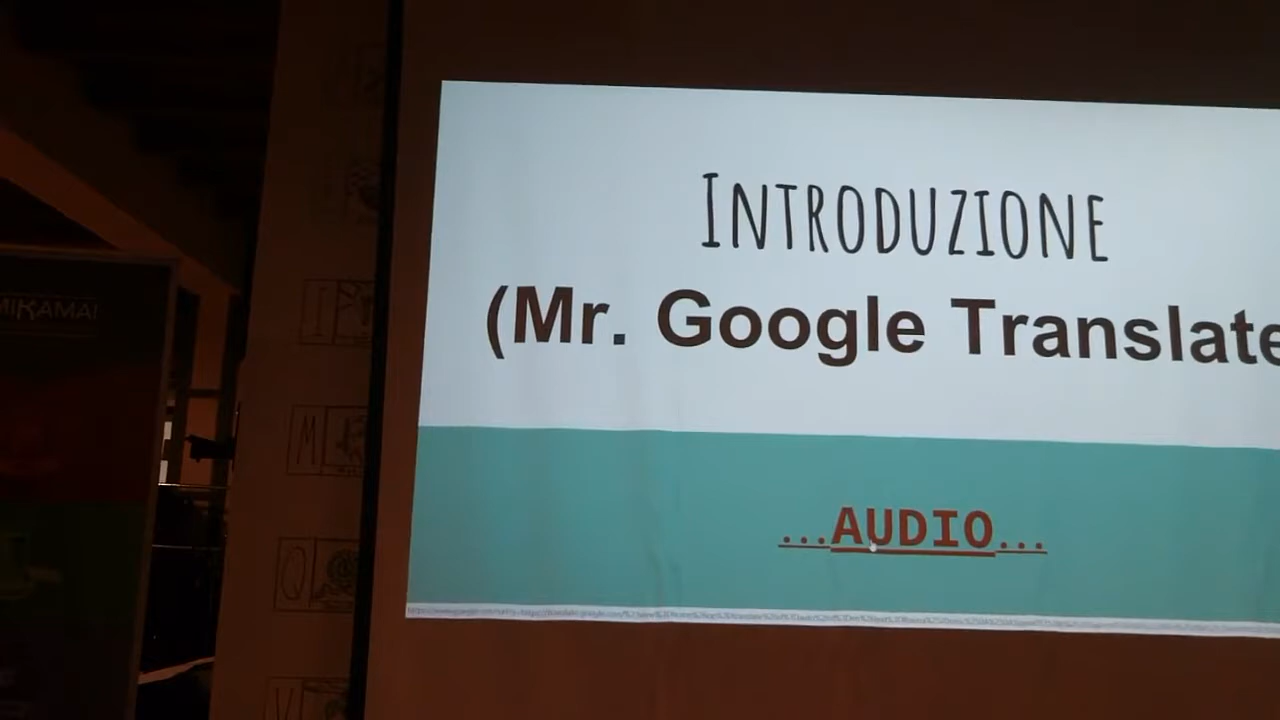 MIKAMAI
INTRODUZIONE
(Mr. Google Translate
...AUDIO...
I
M
Q
V